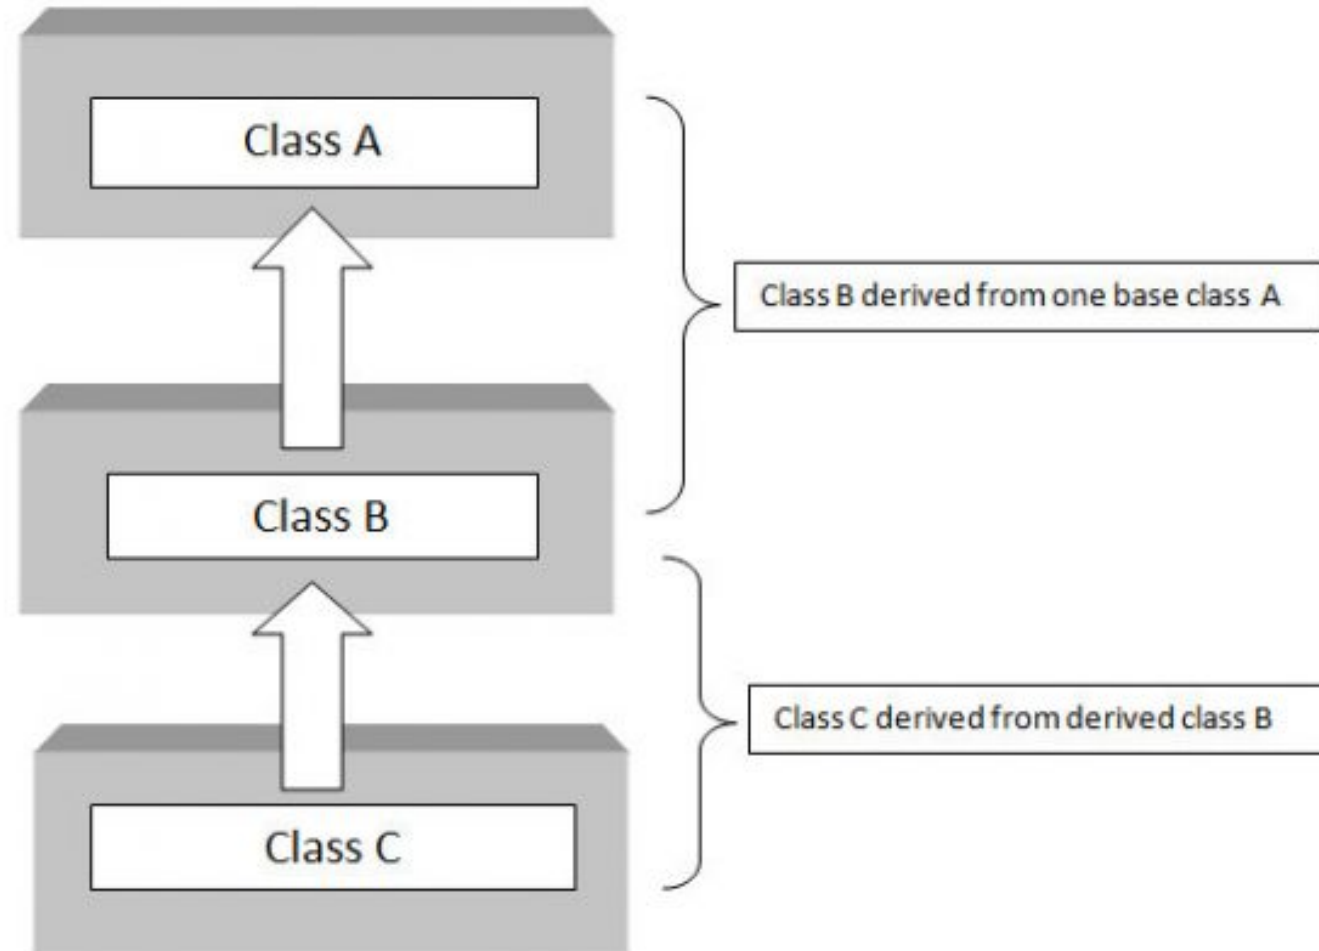 Class A
Class B derived from one base class A
Class B
Class C derived from derived class B
Class C